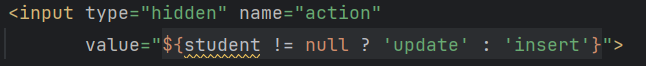 <input type="hidden" name="action"
value="${student != null ? 'update' : 'insert'}">